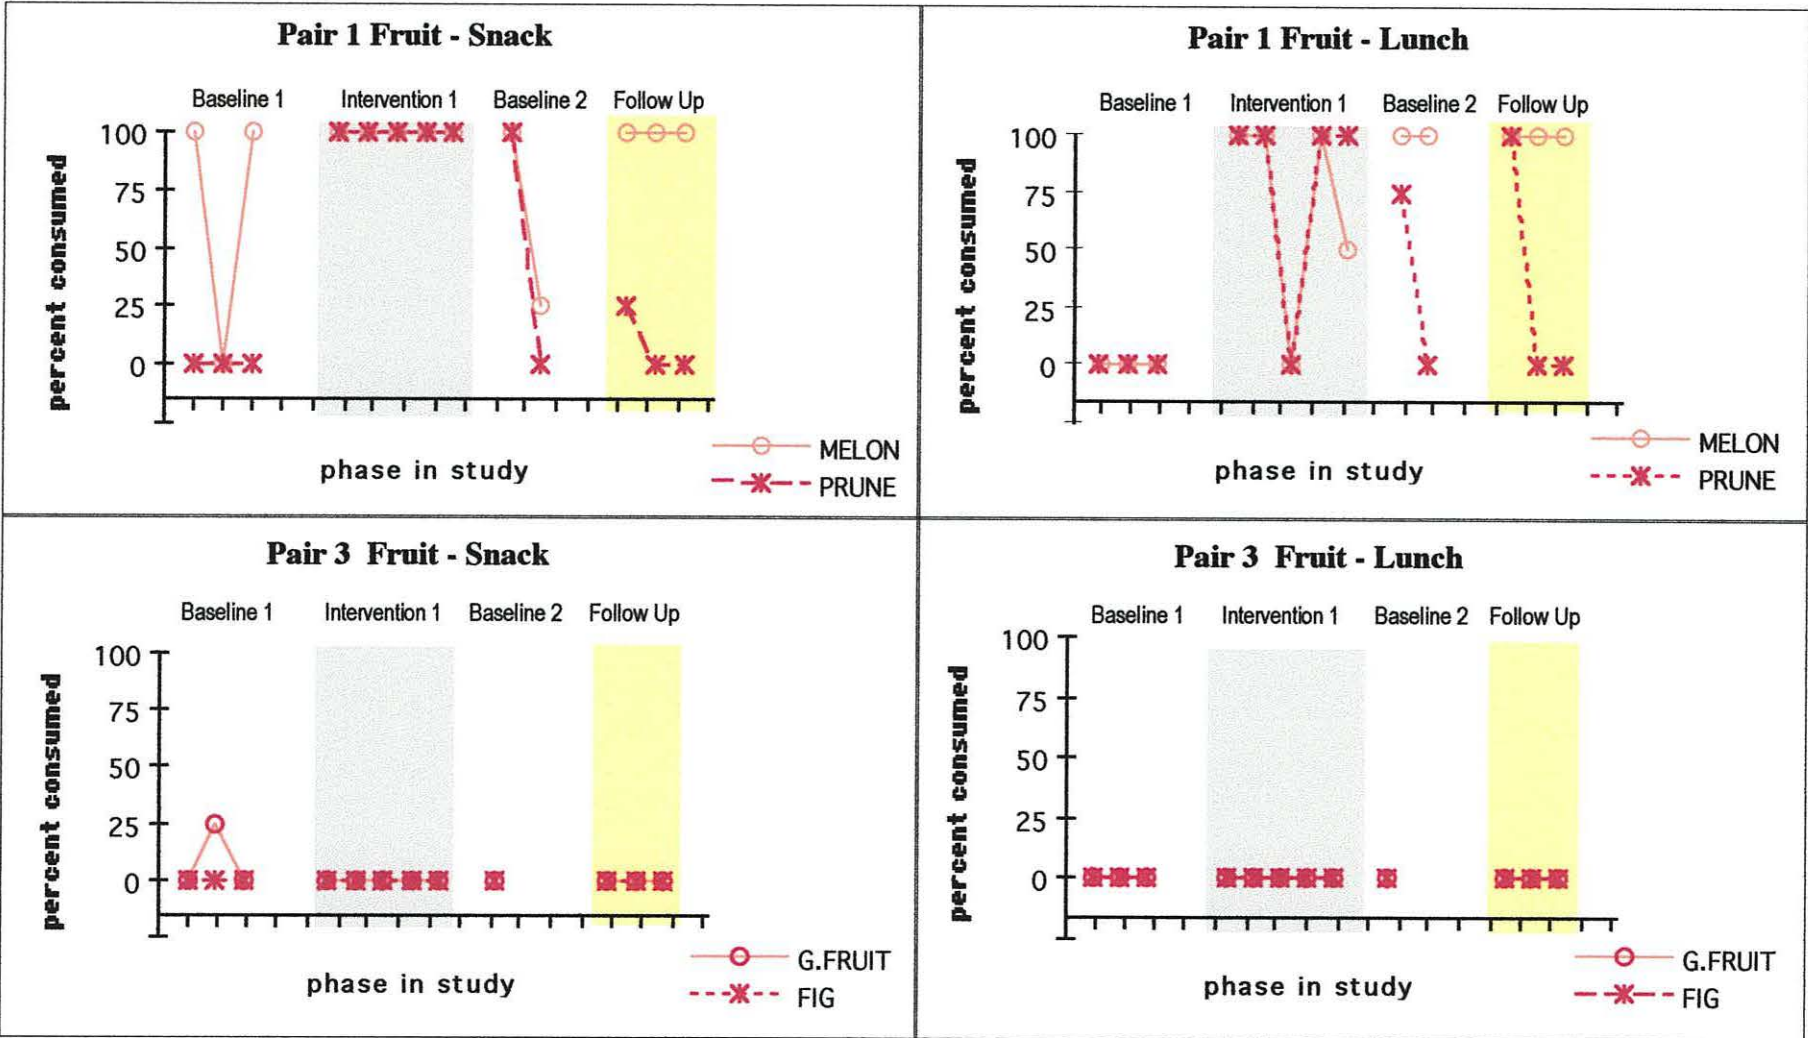 Pair 1 Fruit - Snack
Baseline 1 Intervention 1 Baseline 2 Follow Up
100
75
50
25
0
percent consumed
phase in study
MELON
PRUNE
Pair 1 Fruit - Lunch
Baseline 1 Intervention 1 Baseline 2 Follow Up
100
75
50
25
0
percent consumed
phase in study
MELON
PRUNE
Pair 3 Fruit - Snack
Baseline 1 Intervention 1 Baseline 2 Follow Up
100
75
50
25
0
percent consumed
phase in study
G.FRUIT
FIG
Pair 3 Fruit - Lunch
Baseline 1 Intervention 1 Baseline 2 Follow Up
100
75
50
25
0
percent consumed
phase in study
G.FRUIT
FIG